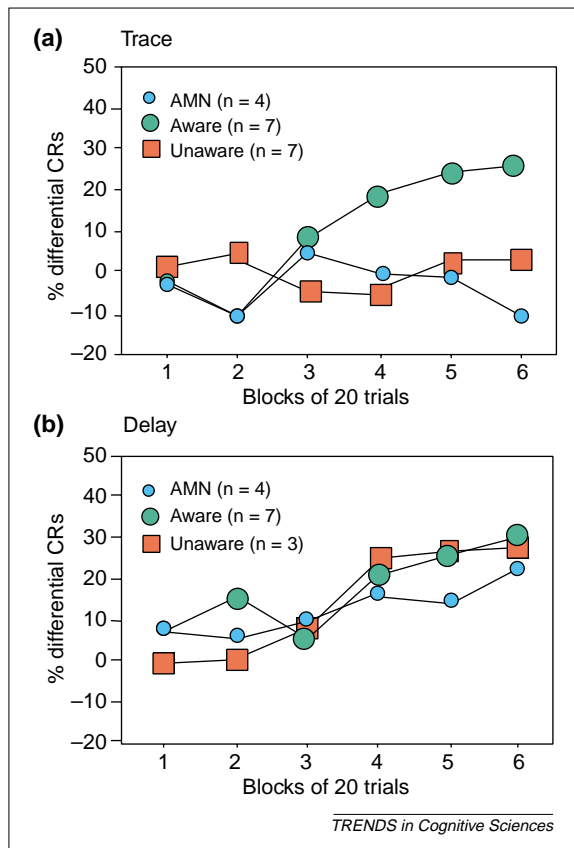 (a) Trace
50
40
30
20
10
0
–10
–20
% differential CRs
AMN (n = 4)
Aware (n = 7)
Unaware (n = 7)
1 2 3 4 5 6
Blocks of 20 trials
(b) Delay
50
40
30
20
10
0
–10
–20
% differential CRs
AMN (n = 4)
Aware (n = 7)
Unaware (n = 3)
1 2 3 4 5 6
Blocks of 20 trials
TRENDS in Cognitive Sciences